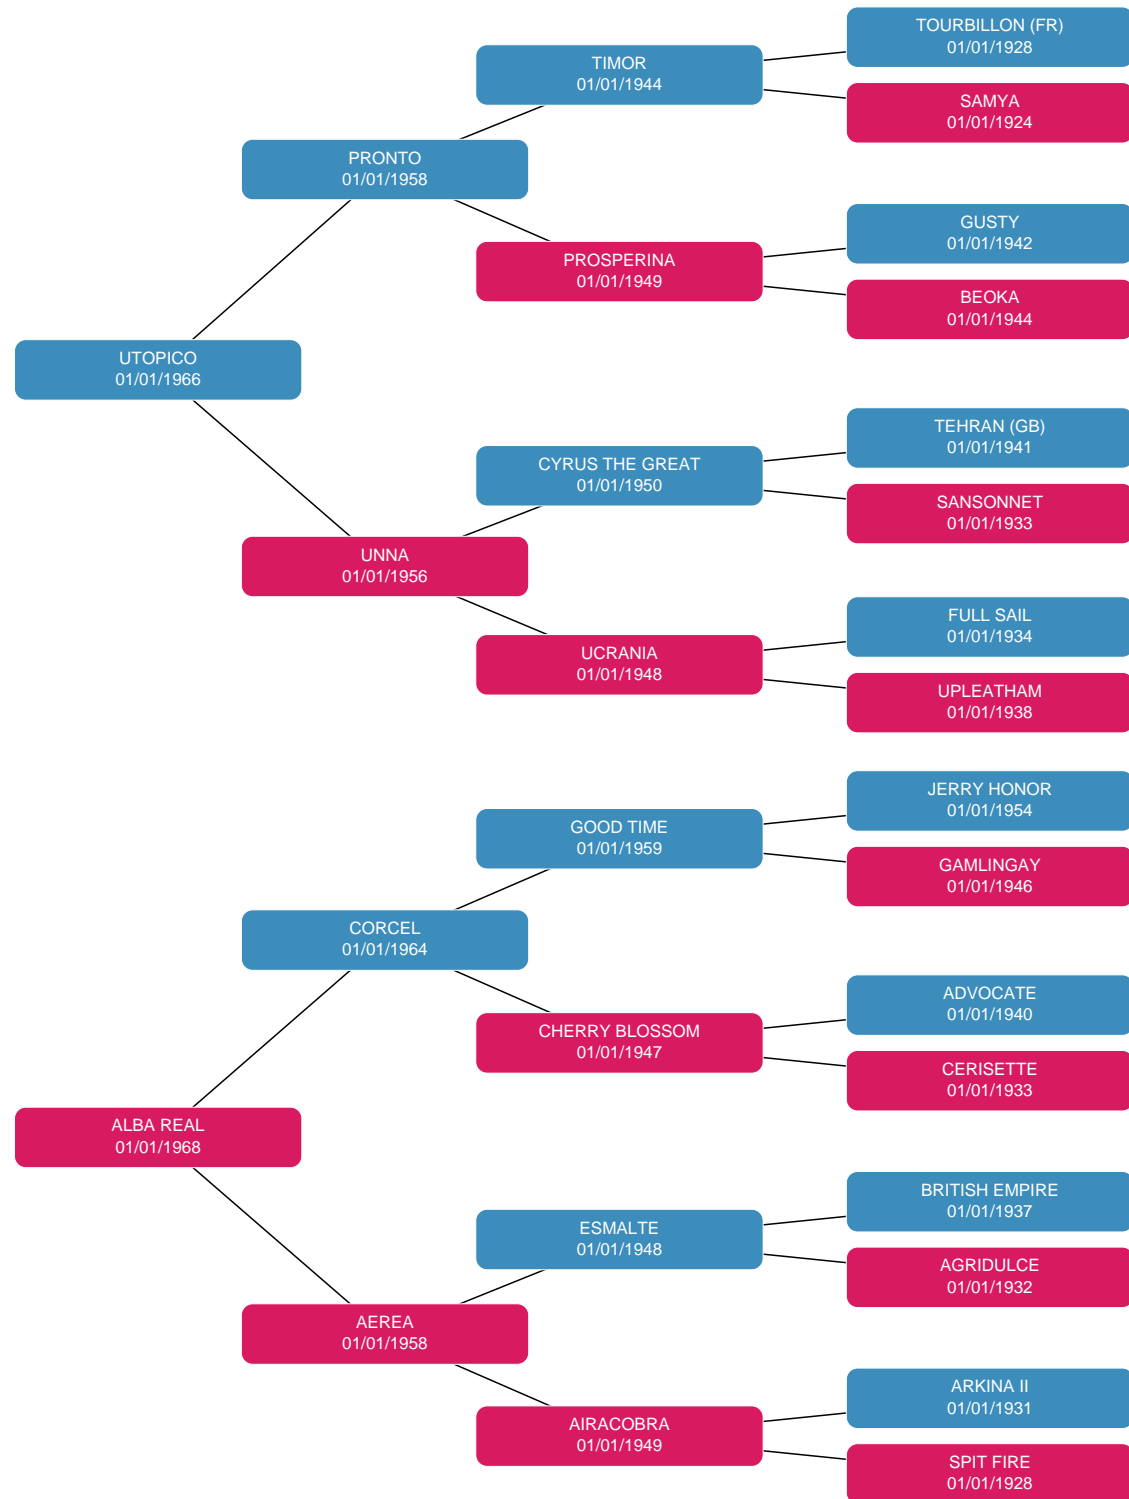 TOURBILLON (FR)
01/01/1928
TIMOR
01/01/1944
SAMYA
01/01/1924
PRONTO
01/01/1958
GUSTY
01/01/1942
PROSPERINA
01/01/1949
BEOKA
01/01/1944
UTOPICO
01/01/1966
TEHRAN (GB)
01/01/1941
CYRUS THE GREAT
01/01/1950
SANSONNET
01/01/1933
UNNA
01/01/1956
FULL SAIL
01/01/1934
UCRANIA
01/01/1948
UPLEATHAM
01/01/1938
JERRY HONOR
01/01/1954
GOOD TIME
01/01/1959
GAMLINGAY
01/01/1946
CORCEL
01/01/1964
ADVOCATE
01/01/1940
CHERRY BLOSSOM
01/01/1947
CERISETTE
01/01/1933
ALBA REAL
01/01/1968
BRITISH EMPIRE
01/01/1937
ESMALTE
01/01/1948
AGRIDULCE
01/01/1932
AEREA
01/01/1958
ARKINA II
01/01/1931
AIRACOBRA
01/01/1949
SPIT FIRE
01/01/1928